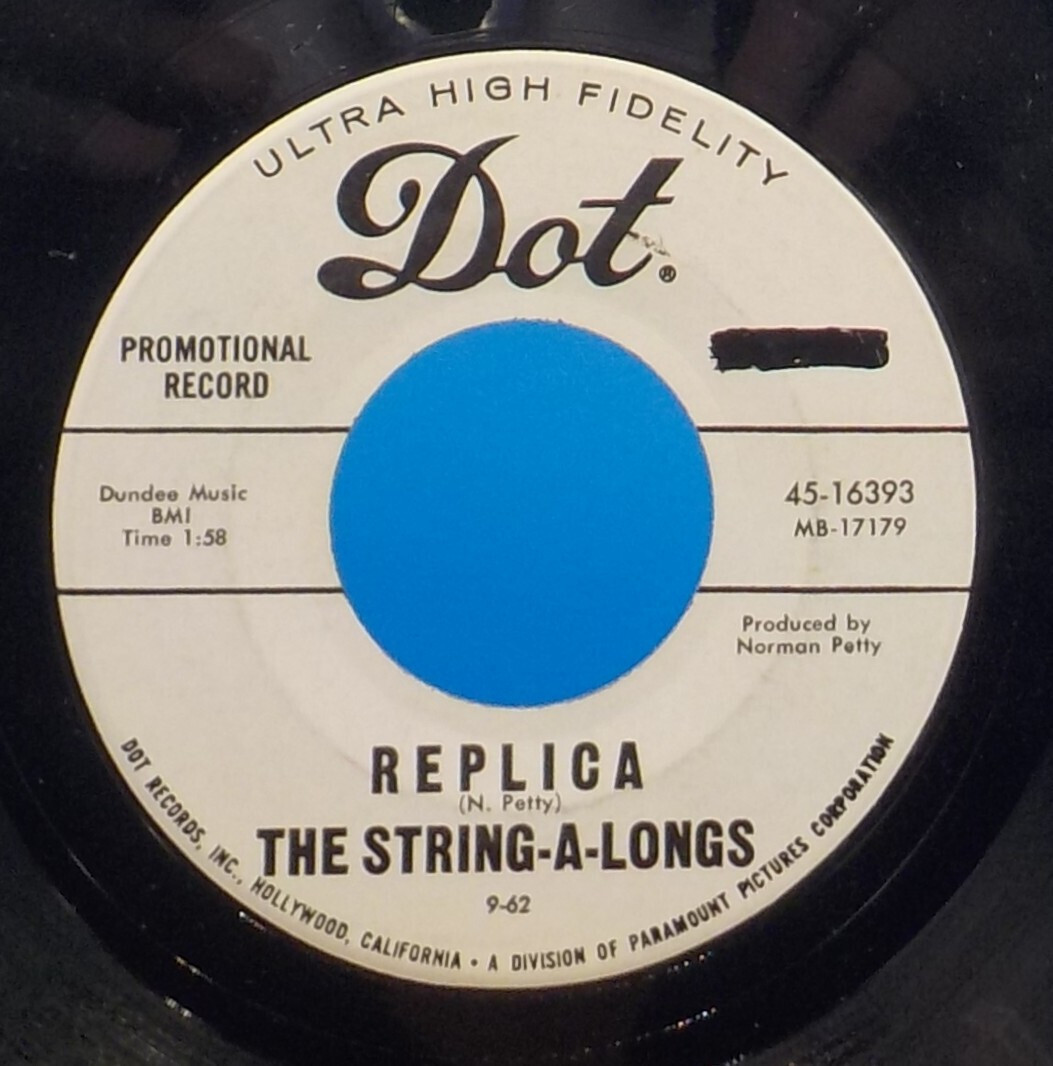 ULTRA HIGH FIDELITY
Dot®
PROMOTIONAL
RECORD
Dundee Music
BMI
Time 1:58
45-16393
MB-17179
Produced by
Norman Petty
REPLICA
(N. Petty)
THE STRING-A-LONGS
9-62
DOT RECORDS, INC., HOLLYWOOD, CALIFORNIA • A DIVISION OF PARAMOUNT PICTURES CORPORATION